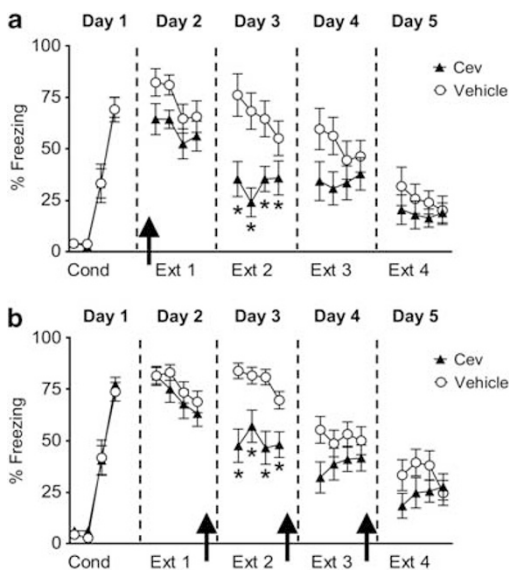 a
Day 1 Day 2 Day 3 Day 4 Day 5
100
75
50
25
0
% Freezing
Cev
Vehicle
* * * *
Cond Ext 1 Ext 2 Ext 3 Ext 4
b
Day 1 Day 2 Day 3 Day 4 Day 5
100
75
50
25
0
% Freezing
Cev
Vehicle
* * * *
Cond Ext 1 Ext 2 Ext 3 Ext 4